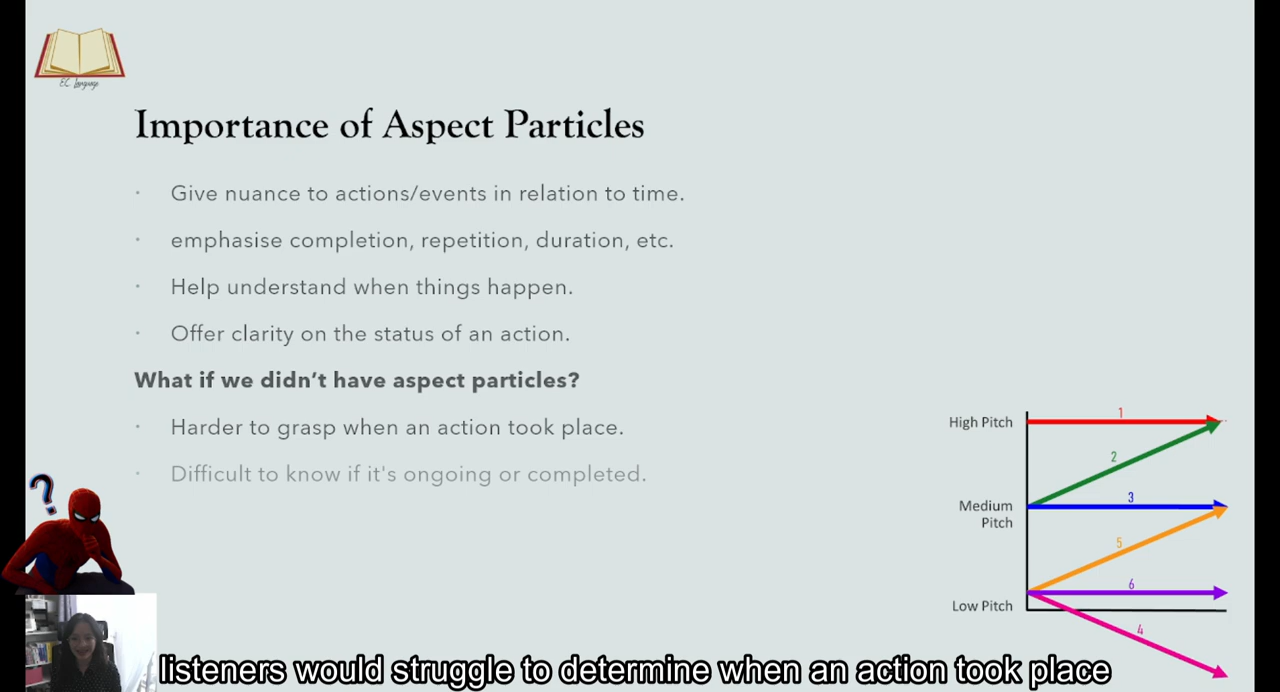 EC Language
Importance of Aspect Particles
Give nuance to actions/events in relation to time.
emphasise completion, repetition, duration, etc.
Help understand when things happen.
Offer clarity on the status of an action.
What if we didn't have aspect particles?
Harder to grasp when an action took place.
Difficult to know if it's ongoing or completed.
?
High Pitch
1
2
Medium
Pitch
3
5
6
Low Pitch
4
listeners would struggle to determine when an action took place